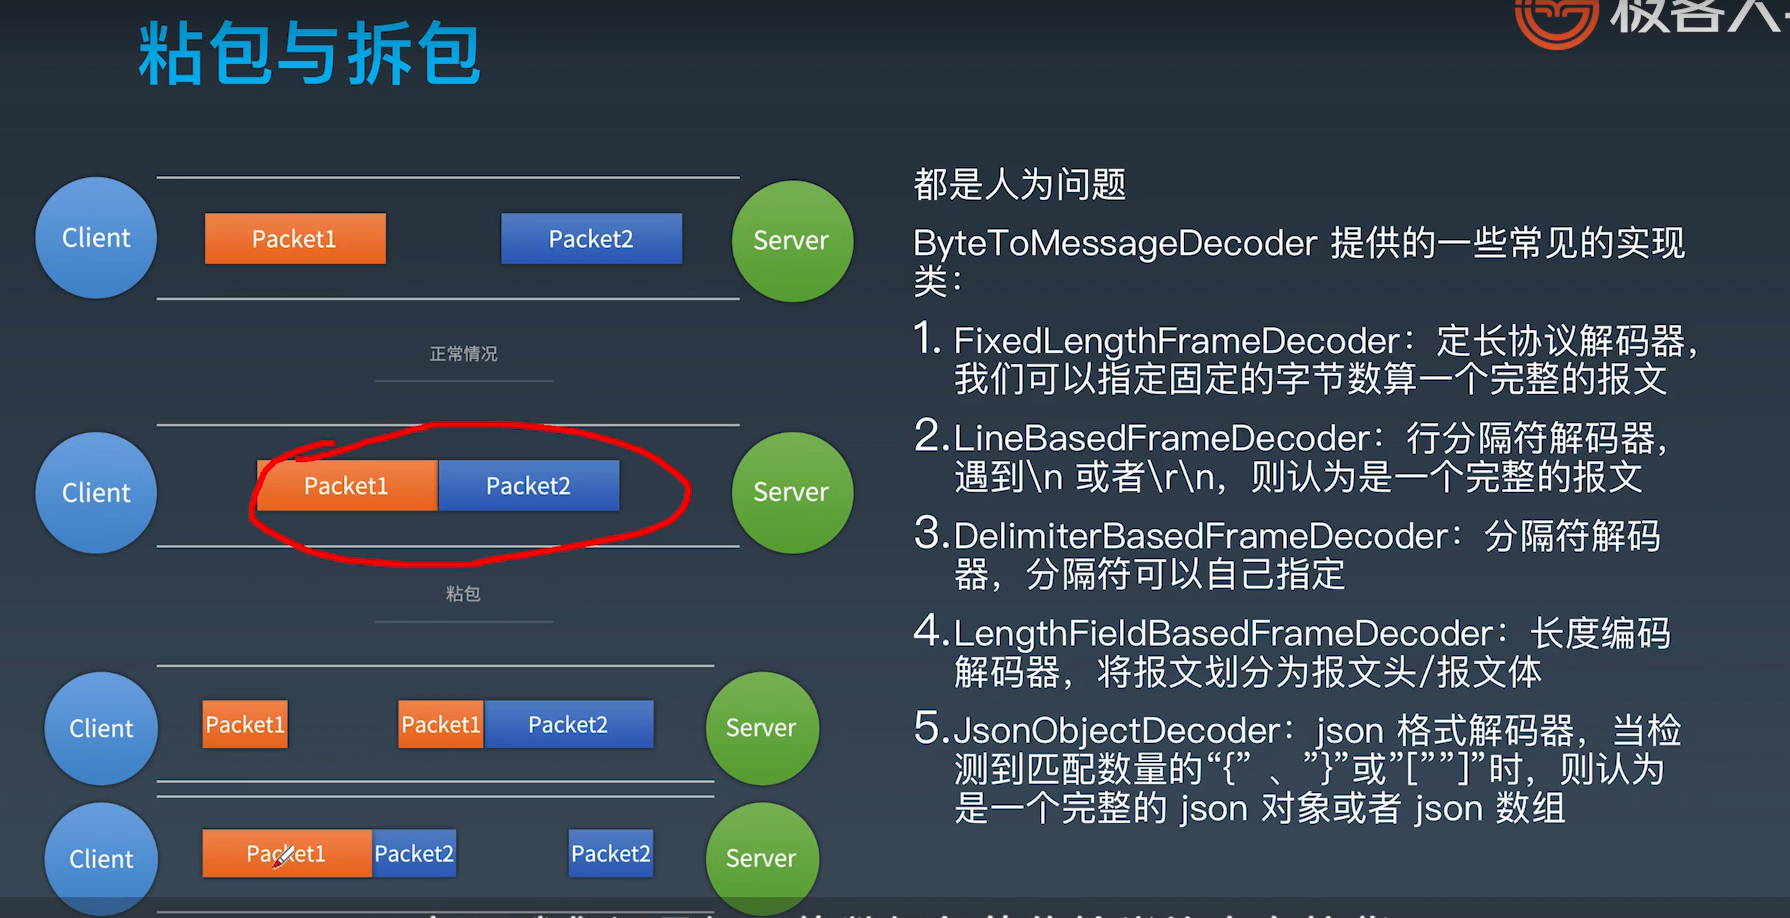 粘包与拆包
Client
Packet1
Packet2
Server
正常情况
Client
Packet1
Packet2
Server
粘包
Client
Packet1
Packet1
Packet2
Server
Client
Packet1
Packet2
Packet2
Server
都是人为问题
ByteToMessageDecoder 提供的一些常见的实现
类：
1. FixedLengthFrameDecoder：定长协议解码器，
我们可以指定固定的字节数算一个完整的报文
2. LineBasedFrameDecoder：行分隔符解码器，
遇到\n 或者\r\n，则认为是一个完整的报文
3. DelimiterBasedFrameDecoder：分隔符解码
器，分隔符可以自己指定
4. LengthFieldBasedFrameDecoder：长度编码
解码器，将报文划分为报文头/报文体
5. JsonObjectDecoder：json 格式解码器，当检
测到匹配数量的“{” 、”}”或”[””]”时，则认为
是一个完整的 json 对象或者 json 数组